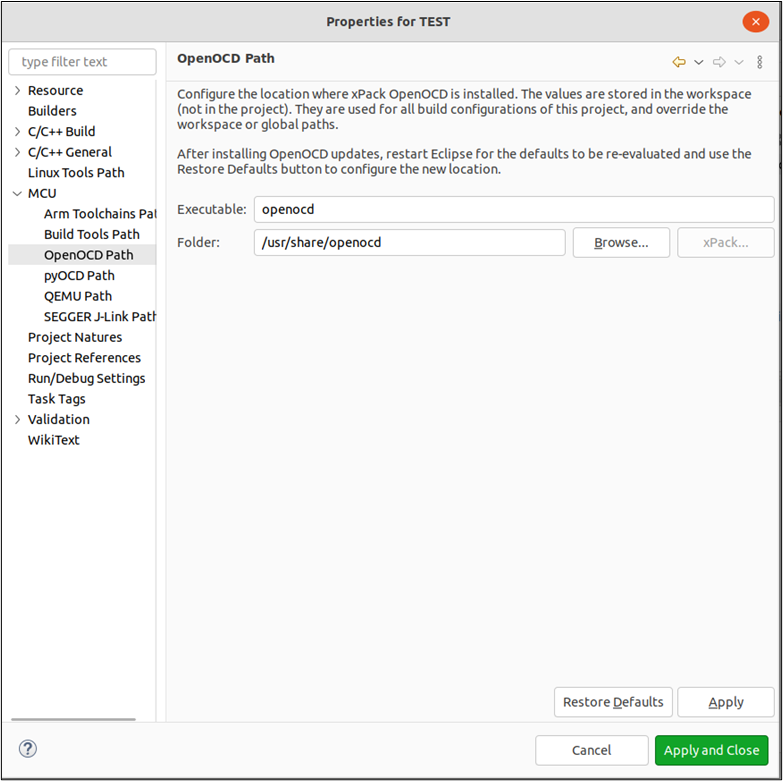 Properties for TEST
type filter text
Resource
Builders
C/C++ Build
C/C++ General
Linux Tools Path
MCU
Arm Toolchains Pat
Build Tools Path
OpenOCD Path
pyOCD Path
QEMU Path
SEGGER J-Link Path
Project Natures
Project References
Run/Debug Settings
Task Tags
Validation
WikiText
OpenOCD Path
Configure the location where xPack OpenOCD is installed. The values are stored in the workspace
(not in the project). They are used for all build configurations of this project, and override the
workspace or global paths.
After installing OpenOCD updates, restart Eclipse for the defaults to be re-evaluated and use the
Restore Defaults button to configure the new location.
Executable: openocd
Folder: /usr/share/openocd Browse... xPack...
Restore Defaults Apply
? Cancel Apply and Close